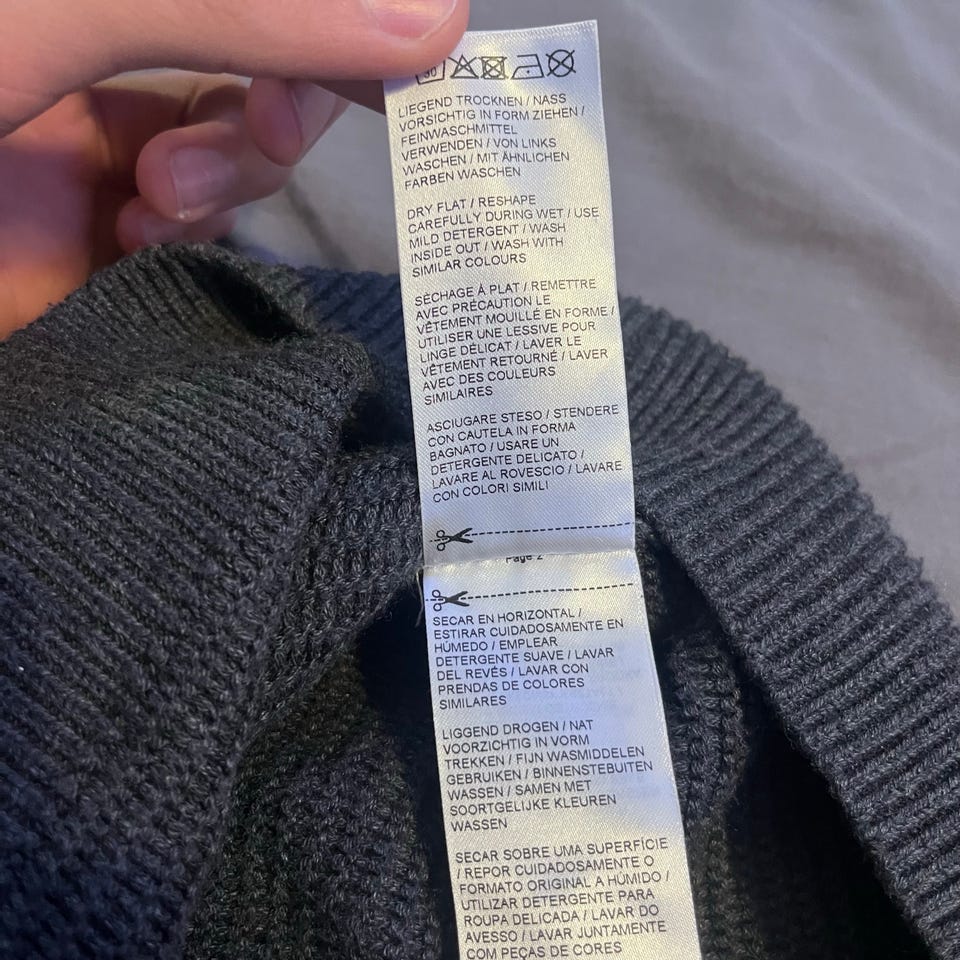 30
LIEGEND TROCKNEN / NASS
VORSICHTIG IN FORM ZIEHEN /
FEINWASCHMITTEL
VERWENDEN / VON LINKS
WASCHEN / MIT ÄHNLICHEN
FARBEN WASCHEN
DRY FLAT / RESHAPE
CAREFULLY DURING WET / USE
MILD DETERGENT / WASH
INSIDE OUT / WASH WITH
SIMILAR COLOURS
SÉCHAGE À PLAT / REMETTRE
AVEC PRÉCAUTION LE
VÊTEMENT MOUILLÉ EN FORME /
UTILISER UNE LESSIVE POUR
LINGE DÉLICAT / LAVER LE
VÊTEMENT RETOURNÉ / LAVER
AVEC DES COULEURS
SIMILAIRES
ASCIUGARE STESO / STENDERE
CON CAUTELA IN FORMA
BAGNATO / USARE UN
DETERGENTE DELICATO /
LAVARE AL ROVESCIO / LAVARE
CON COLORI SIMILI
Page 2
SECAR EN HORIZONTAL /
ESTIRAR CUIDADOSAMENTE EN
HÚMEDO / EMPLEAR
DETERGENTE SUAVE / LAVAR
DEL REVÉS / LAVAR CON
PRENDAS DE COLORES
SIMILARES
LIGGEND DROGEN / NAT
VOORZICHTIG IN VORM
TREKKEN / FIJN WASMIDDELEN
GEBRUIKEN / BINNENSTEBUITEN
WASSEN / SAMEN MET
SOORTGELIJKE KLEUREN
WASSEN
SECAR SOBRE UMA SUPERFÍCIE
/ REPOR CUIDADOSAMENTE O
FORMATO ORIGINAL A HÚMIDO /
UTILIZAR DETERGENTE PARA
ROUPA DELICADA / LAVAR DO
AVESSO / LAVAR JUNTAMENTE
COM PEÇAS DE CORES